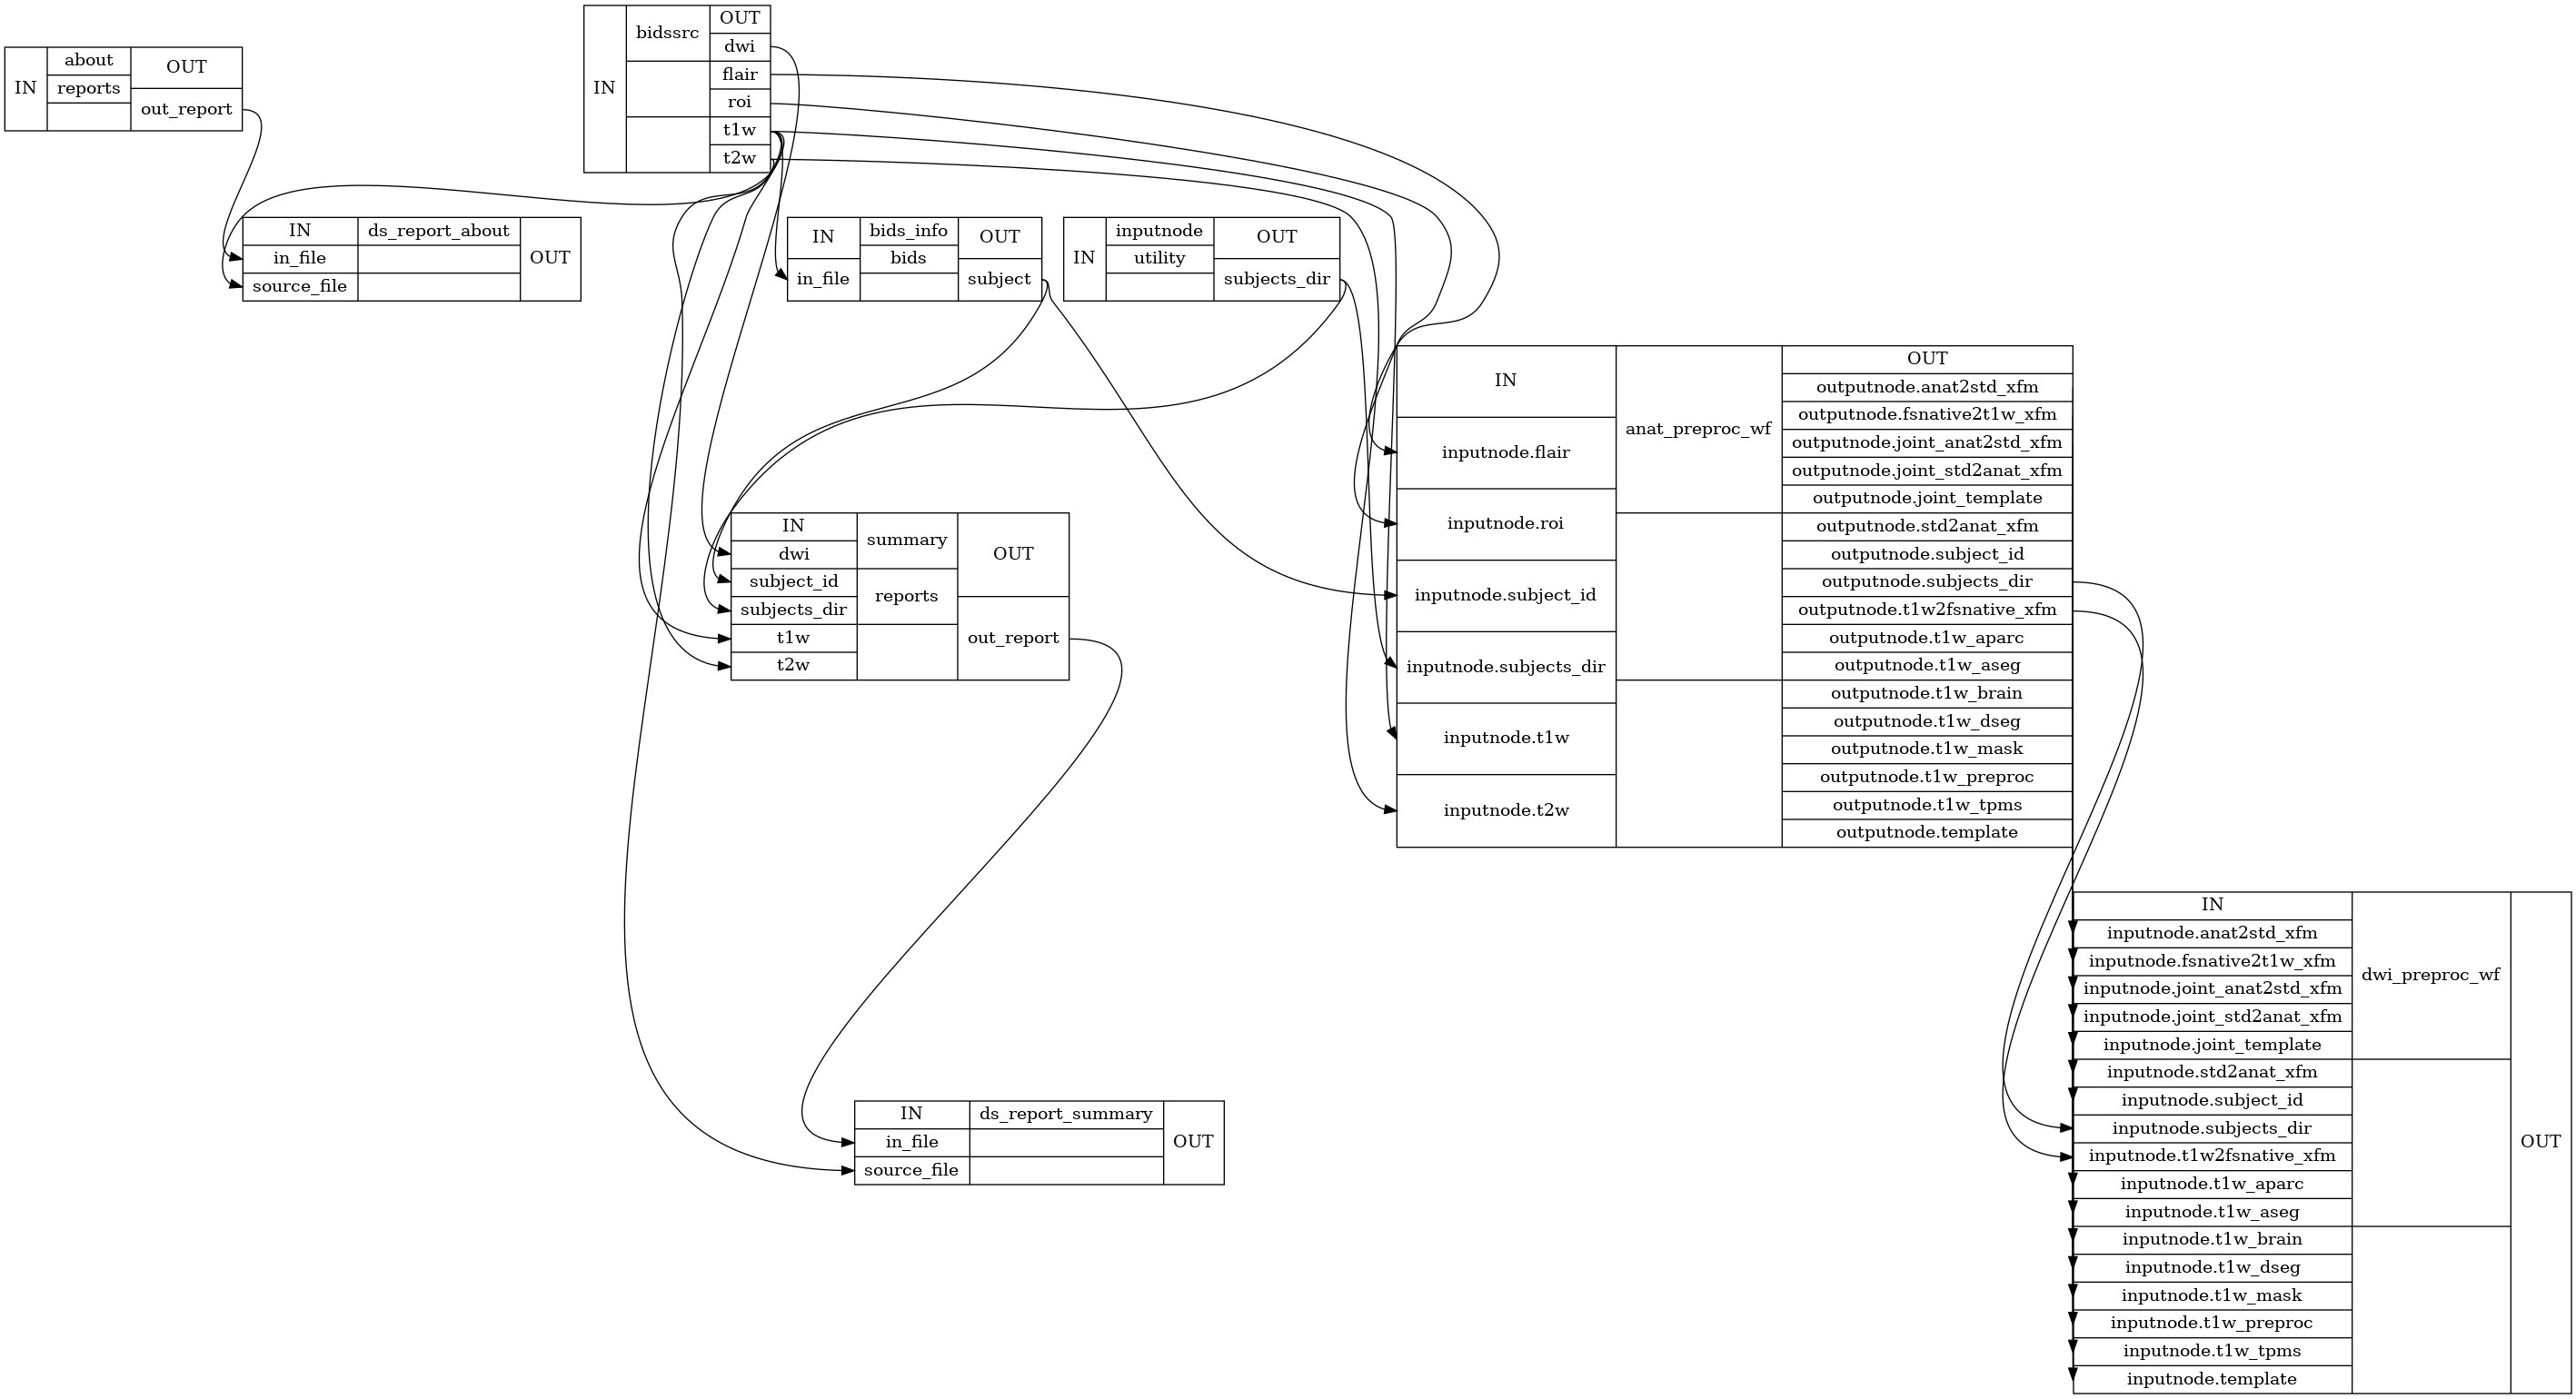 IN
about
reports
OUT
out_report
IN
bidssrc
OUT
dwi
flair
roi
t1w
t2w
IN
in_file
source_file
ds_report_about
OUT
IN
in_file
bids_info
bids
OUT
subject
IN
inputnode
utility
OUT
subjects_dir
IN
inputnode.flair
inputnode.roi
inputnode.subject_id
inputnode.subjects_dir
inputnode.t1w
inputnode.t2w
anat_preproc_wf
OUT
outputnode.anat2std_xfm
outputnode.fsnative2t1w_xfm
outputnode.joint_anat2std_xfm
outputnode.joint_std2anat_xfm
outputnode.joint_template
outputnode.std2anat_xfm
outputnode.subject_id
outputnode.subjects_dir
outputnode.t1w2fsnative_xfm
outputnode.t1w_aparc
outputnode.t1w_aseg
outputnode.t1w_brain
outputnode.t1w_dseg
outputnode.t1w_mask
outputnode.t1w_preproc
outputnode.t1w_tpms
outputnode.template
IN
dwi
subject_id
subjects_dir
t1w
t2w
summary
reports
OUT
out_report
IN
in_file
source_file
ds_report_summary
OUT
IN
inputnode.anat2std_xfm
inputnode.fsnative2t1w_xfm
inputnode.joint_anat2std_xfm
inputnode.joint_std2anat_xfm
inputnode.joint_template
inputnode.std2anat_xfm
inputnode.subject_id
inputnode.subjects_dir
inputnode.t1w2fsnative_xfm
inputnode.t1w_aparc
inputnode.t1w_aseg
inputnode.t1w_brain
inputnode.t1w_dseg
inputnode.t1w_mask
inputnode.t1w_preproc
inputnode.t1w_tpms
inputnode.template
dwi_preproc_wf
OUT